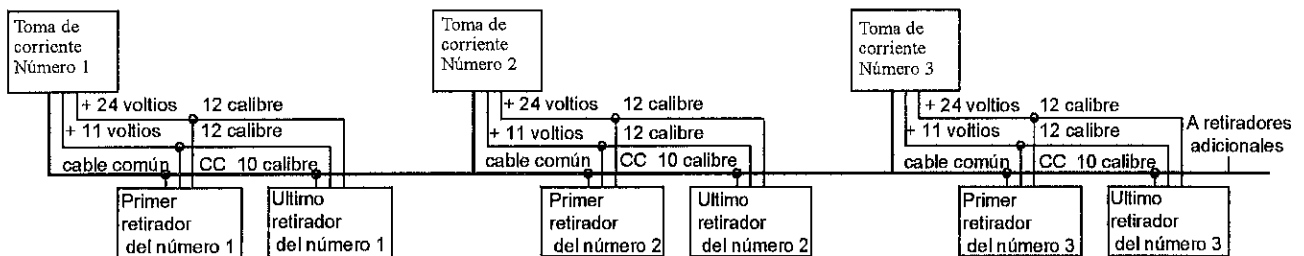 Toma de
corriente
Número 1
+ 24 voltios 12 calibre
+ 11 voltios 12 calibre
cable común CC 10 calibre
Primer
retirador
del número 1
Ultimo
retirador
del número 1
Toma de
corriente
Número 2
+ 24 voltios 12 calibre
+ 11 voltios 12 calibre
cable común CC 10 calibre
Primer
retirador
del número 2
Ultimo
retirador
del número 2
Toma de
corriente
Número 3
+ 24 voltios 12 calibre
+ 11 voltios 12 calibre
cable común CC 10 calibre
A retiradores
adicionales
Primer
retirador
del número 3
Ultimo
retirador
del número 3